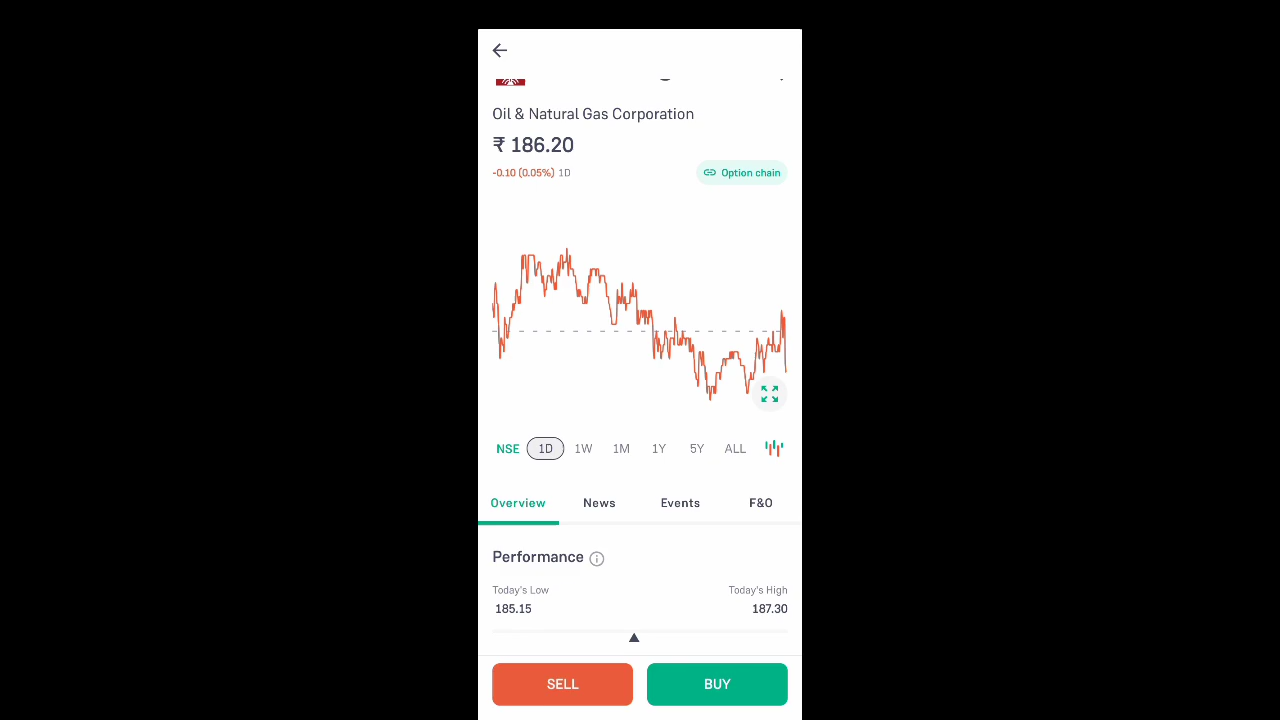 Oil & Natural Gas Corporation
₹ 186.20
-0.10 (0.05%) 1D
Option chain
NSE 1D 1W 1M 1Y 5Y ALL
Overview News Events F&O
Performance
Today's Low Today's High
185.15 187.30
SELL BUY